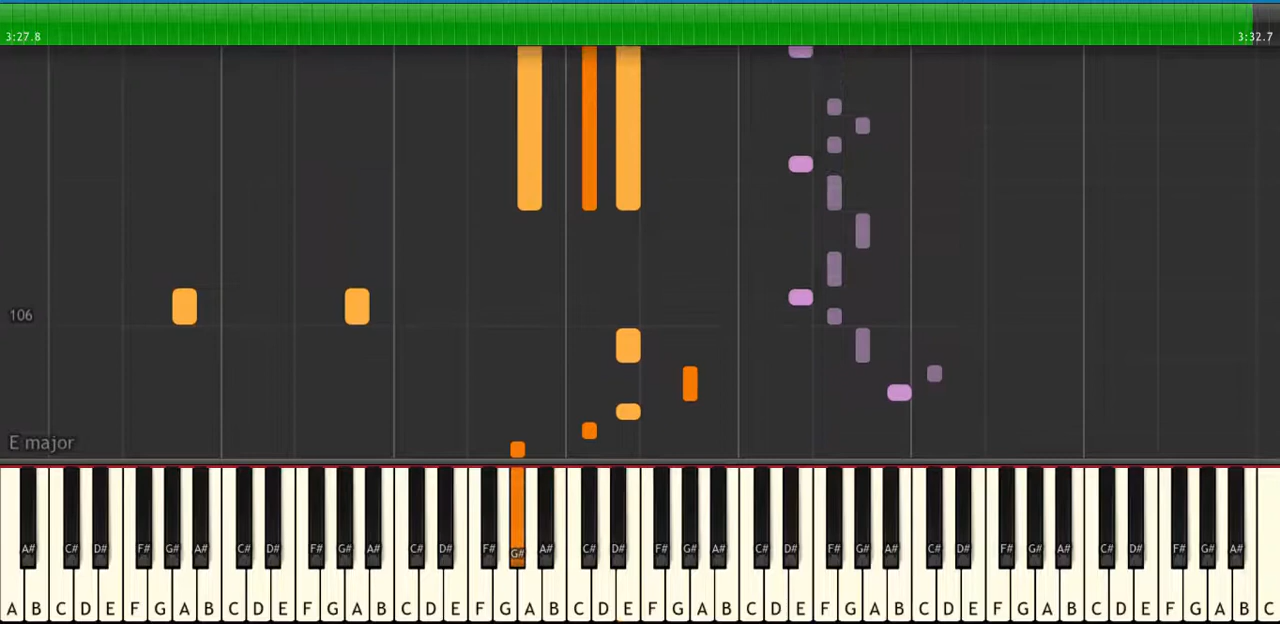 3:27.8 3:32.7
106
E major
A# C# D# F# G# A# C# D# F# G# A# C# D# F# G# A# C# D# F# G# A# C# D# F# G# A# C# D# F# G# A# C# D# F# G# A#
A B C D E F G A B C D E F G A B C D E F G A B C D E F G A B C D E F G A B C D E F G A B C D E F G A B C